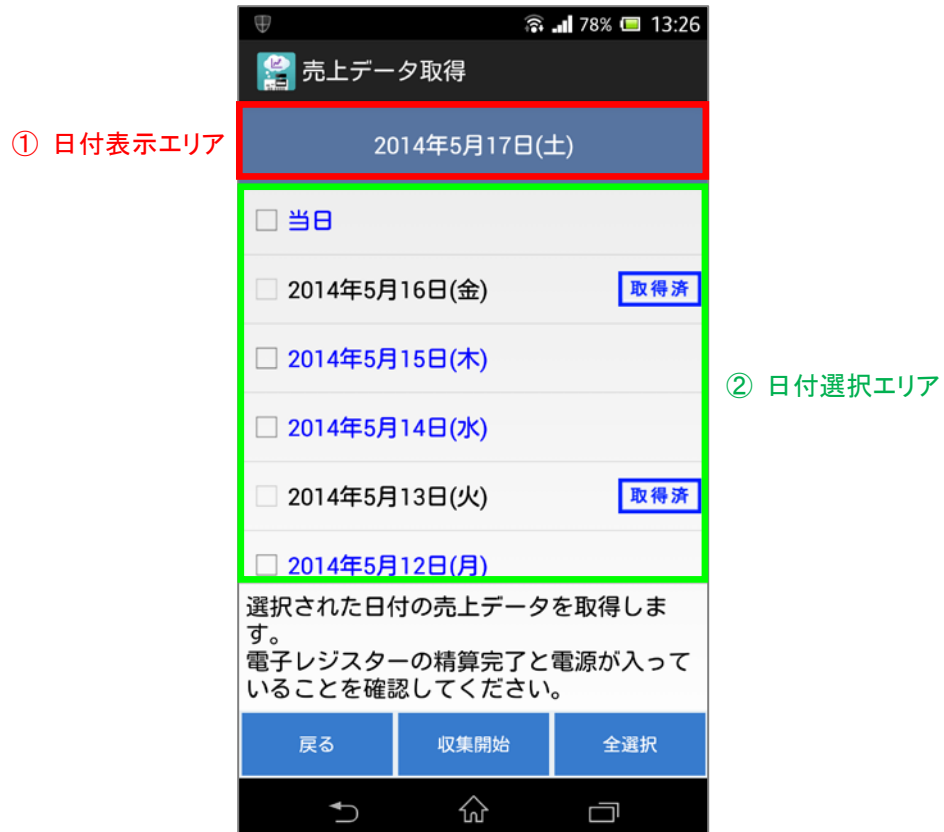 78% 13:26
売上データ取得
① 日付表示エリア
2014年5月17日(土)
当日
2014年5月16日(金) 取得済
2014年5月15日(木)
② 日付選択エリア
2014年5月14日(水)
2014年5月13日(火) 取得済
2014年5月12日(月)
選択された日付の売上データを取得しま
す。
電子レジスターの精算完了と電源が入って
いることを確認してください。
戻る 収集開始 全選択